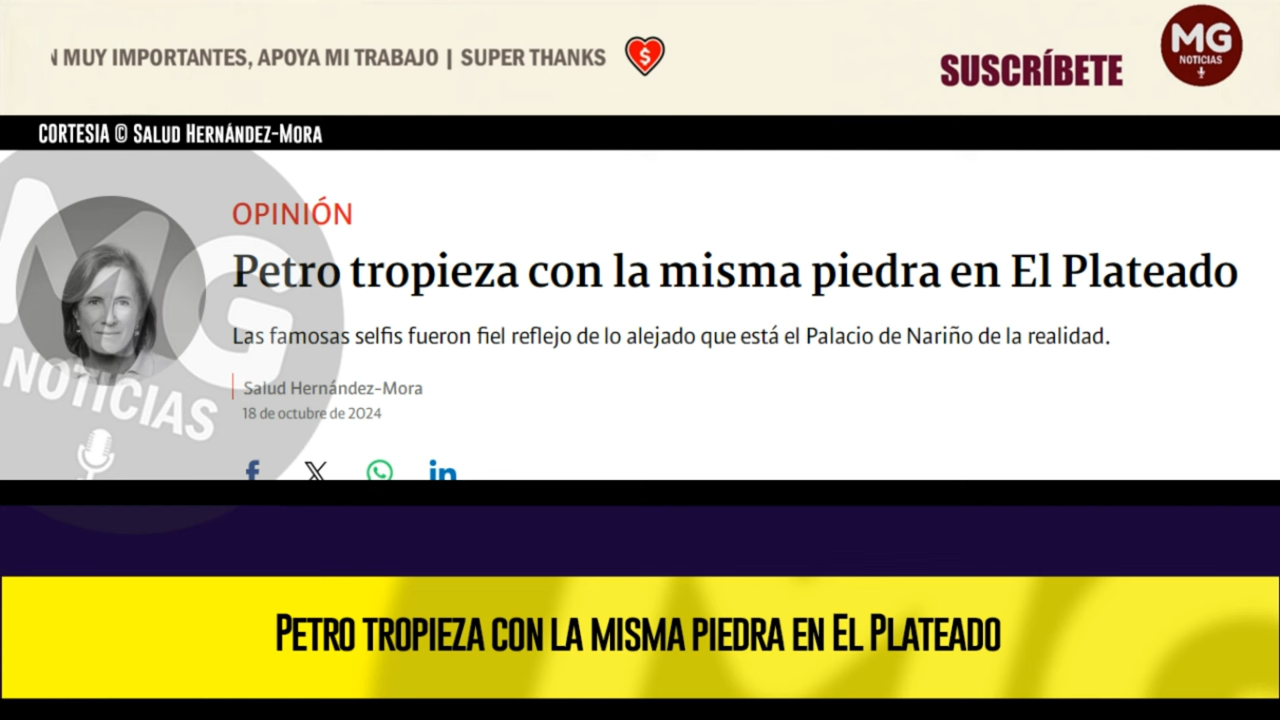 N MUY IMPORTANTES, APOYA MI TRABAJO | SUPER THANKS
$
SUSCRÍBETE
MG
NOTICIAS
CORTESIA © SALUD HERNÁNDEZ-MORA
OPINIÓN
Petro tropieza con la misma piedra en El Plateado
Las famosas selfis fueron fiel reflejo de lo alejado que está el Palacio de Nariño de la realidad.
Salud Hernández-Mora
18 de octubre de 2024
MG
NOTICIAS
PETRO TROPIEZA CON LA MISMA PIEDRA EN EL PLATEADO